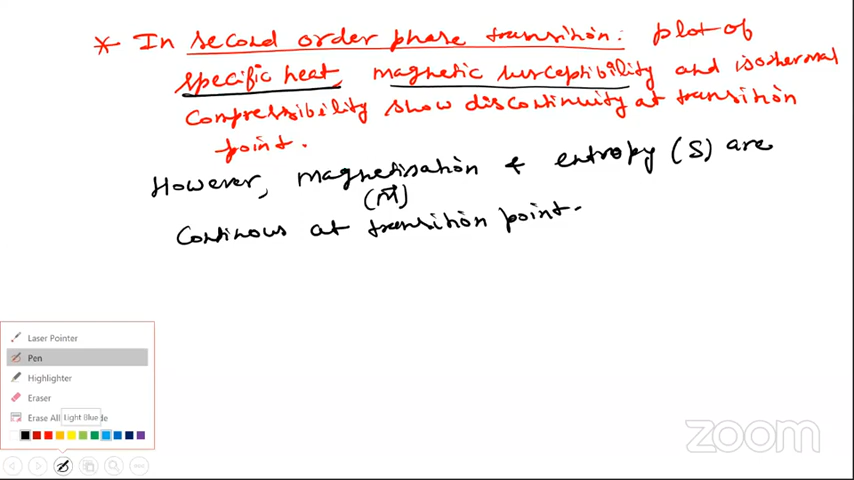 * In second order phase transition: plot of
specific heat, magnetic susceptibility and isothermal
compressibility show discontinuity at transition
point.
However, magnetisation & entropy (S) are
(M)
continous at transition point.
Laser Pointer
Pen
Highlighter
Eraser
Erase All
Light Blue
de
zoom